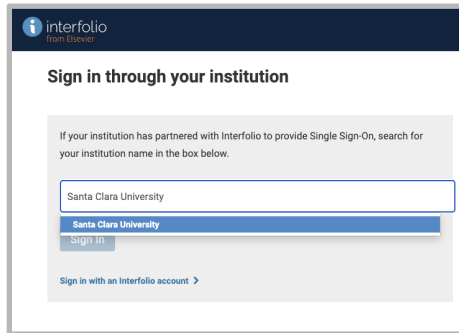 interfolio
from Elsevier
Sign in through your institution
If your institution has partnered with Interfolio to provide Single Sign-On, search for
your institution name in the box below.
Santa Clara University
Santa Clara University
Sign In
Sign in with an Interfolio account